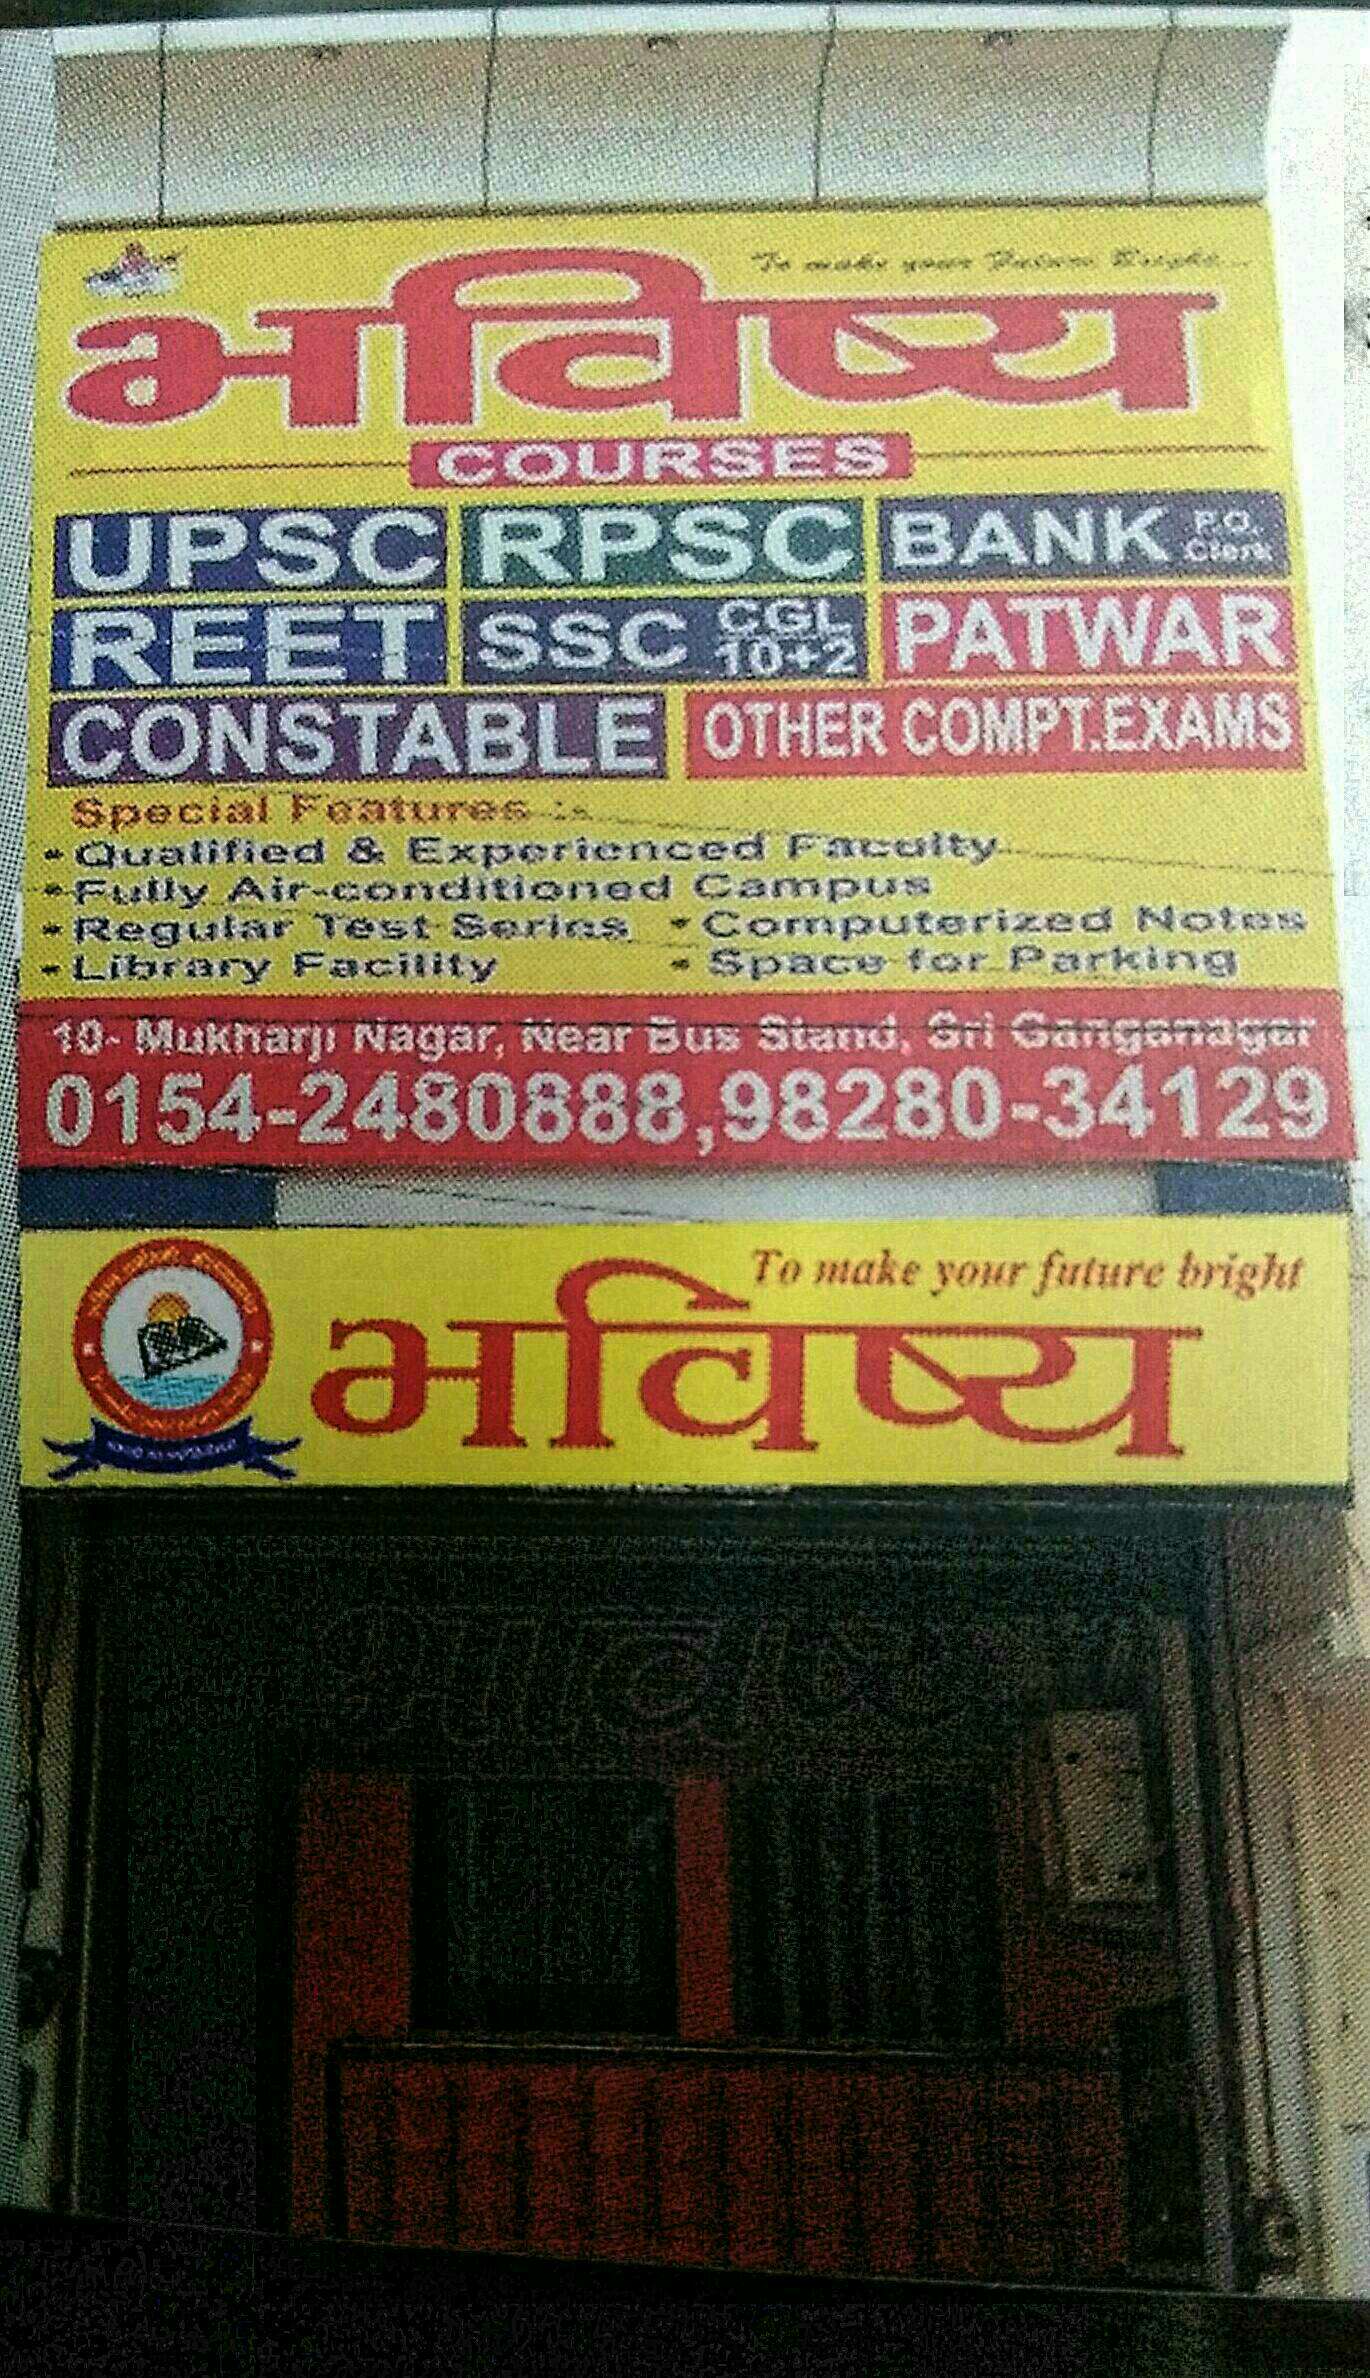 To make your Future Bright...
भविष्य
COURSES
UPSC RPSC BANK P.O. Clerk
REET SSC CGL 10+2 PATWAR
CONSTABLE OTHER COMPT.EXAMS
Special Features :-
• Qualified & Experienced Faculty
• Fully Air-conditioned Campus
• Regular Test Series • Computerized Notes
• Library Facility • Space for Parking
10- Mukharji Nagar, Near Bus Stand, Sri Ganganagar
0154-2480888,98280-34129
To make your future bright
भविष्य
भविष्य